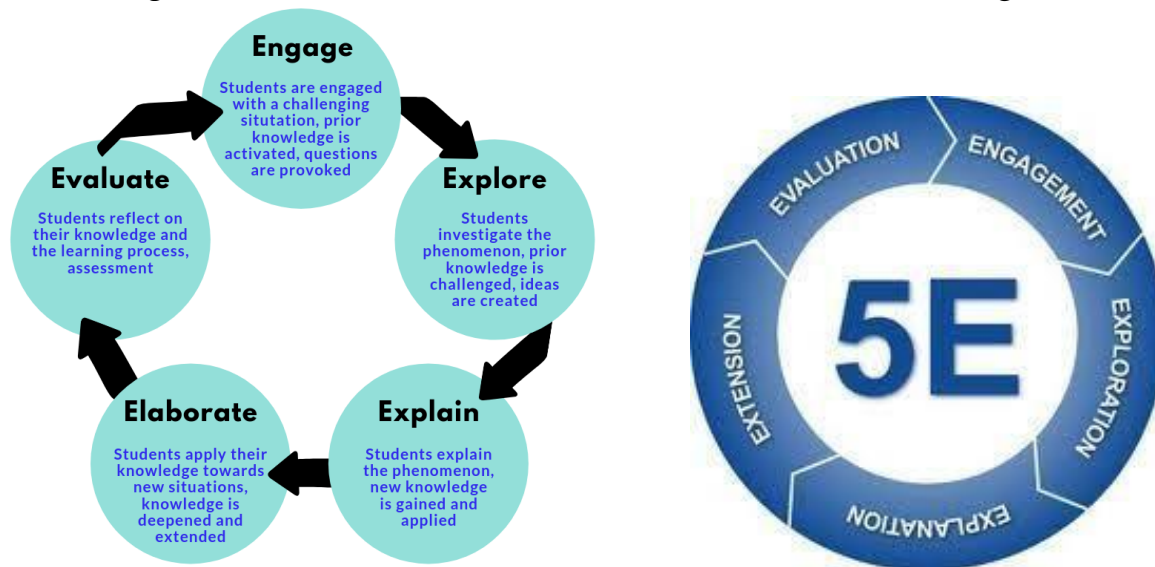 Engage
Students are engaged
with a challenging
situtation, prior
knowledge is
activated, questions
are provoked
Explore
Students
investigate the
phenomenon, prior
knowledge is
challenged, ideas
are created
Explain
Students explain
the phenomenon,
new knowledge
is gained and
applied
Elaborate
Students apply their
knowledge towards
new situations,
knowledge is
deepened and
extended
Evaluate
Students reflect on
their knowledge and
the learning process,
assessment
5E
ENGAGEMENT
EXPLORATION
EXPLANATION
EXTENSION
EVALUATION